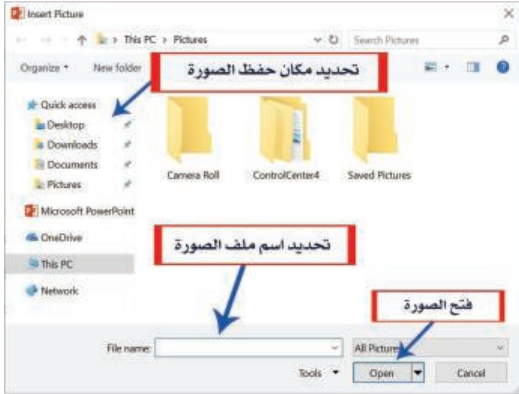 Insert Picture
This PC > Pictures
Search Pictures
Organize
New folder
تحديد مكان حفظ الصورة
Quick access
Desktop
Downloads
Documents
Pictures
Camera Roll
ControlCenter4
Saved Pictures
Microsoft PowerPoint
OneDrive
تحديد اسم ملف الصورة
This PC
Network
فتح الصورة
File name:
All Pictures
Tools
Open
Cancel